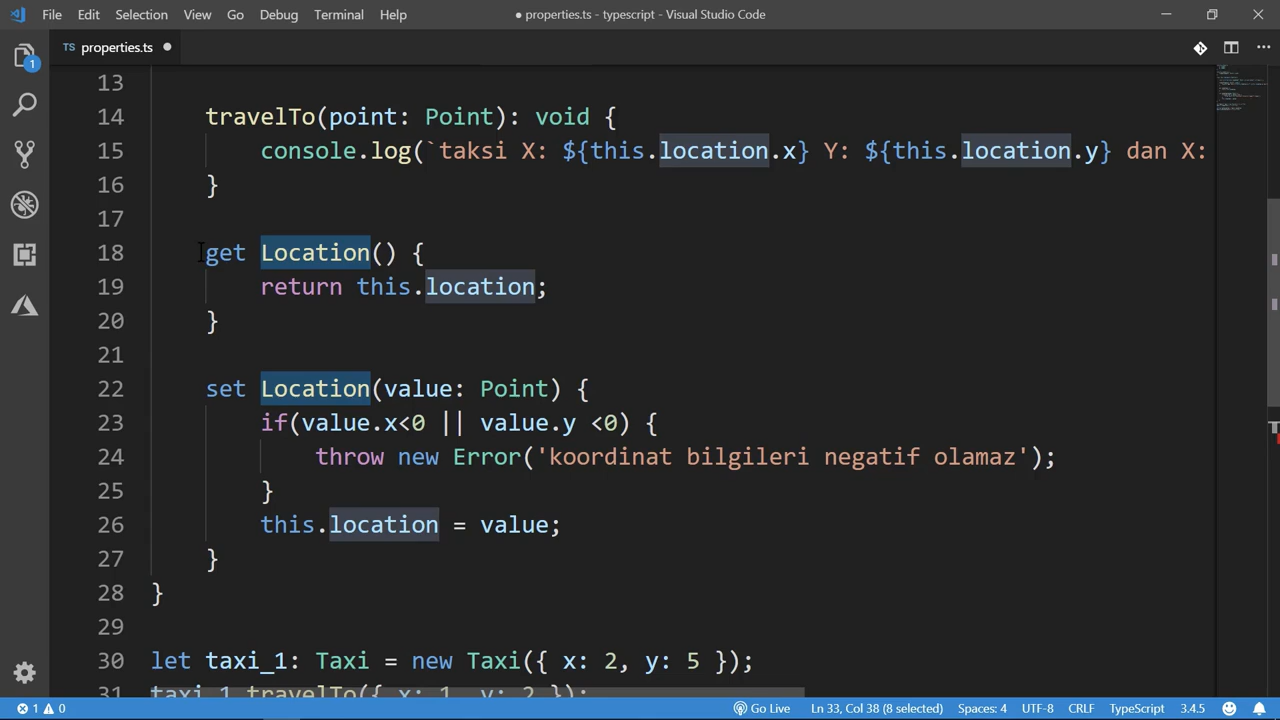 File Edit Selection View Go Debug Terminal Help ● properties.ts - typescript - Visual Studio Code
TS properties.ts ●
1
13
14 travelTo(point: Point): void {
15 console.log(`taksi X: ${this.location.x} Y: ${this.location.y} dan X:
16 }
17
18 get Location() {
19 return this.location;
20 }
21
22 set Location(value: Point) {
23 if(value.x<0 || value.y <0) {
24 throw new Error('koordinat bilgileri negatif olamaz');
25 }
26 this.location = value;
27 }
28 }
29
30 let taxi_1: Taxi = new Taxi({ x: 2, y: 5 });
31 taxi_1.travelTo({ x: 1, y: 2 });
1 0 Go Live Ln 33, Col 38 (8 selected) Spaces: 4 UTF-8 CRLF TypeScript 3.4.5